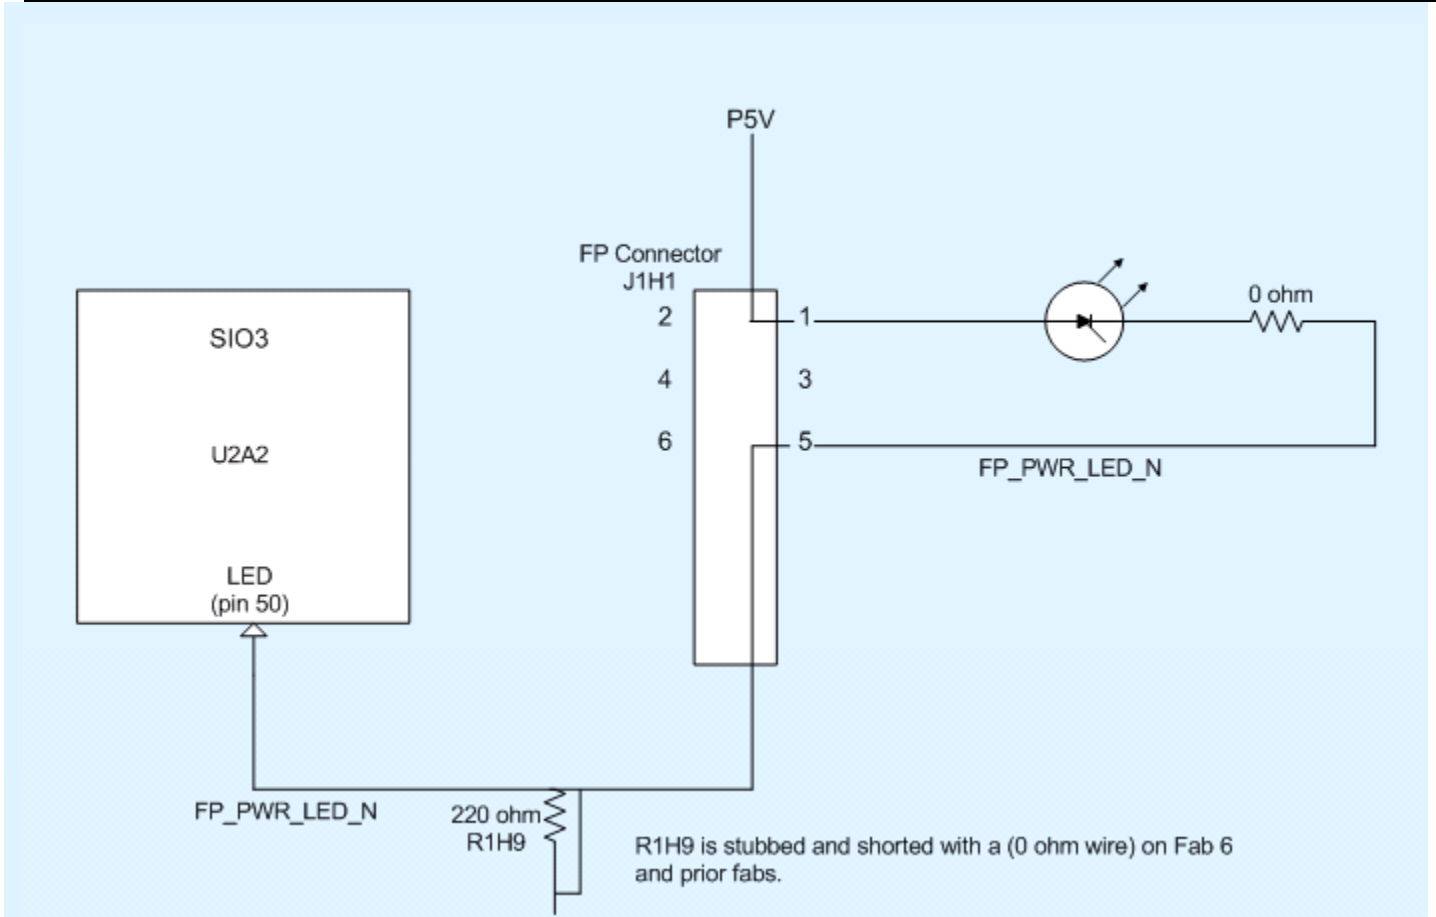 P5V
FP Connector
J1H1
2
1
4
3
6
5
0 ohm
FP_PWR_LED_N
SIO3
U2A2
LED
(pin 50)
FP_PWR_LED_N
220 ohm
R1H9
R1H9 is stubbed and shorted with a (0 ohm wire) on Fab 6
and prior fabs.